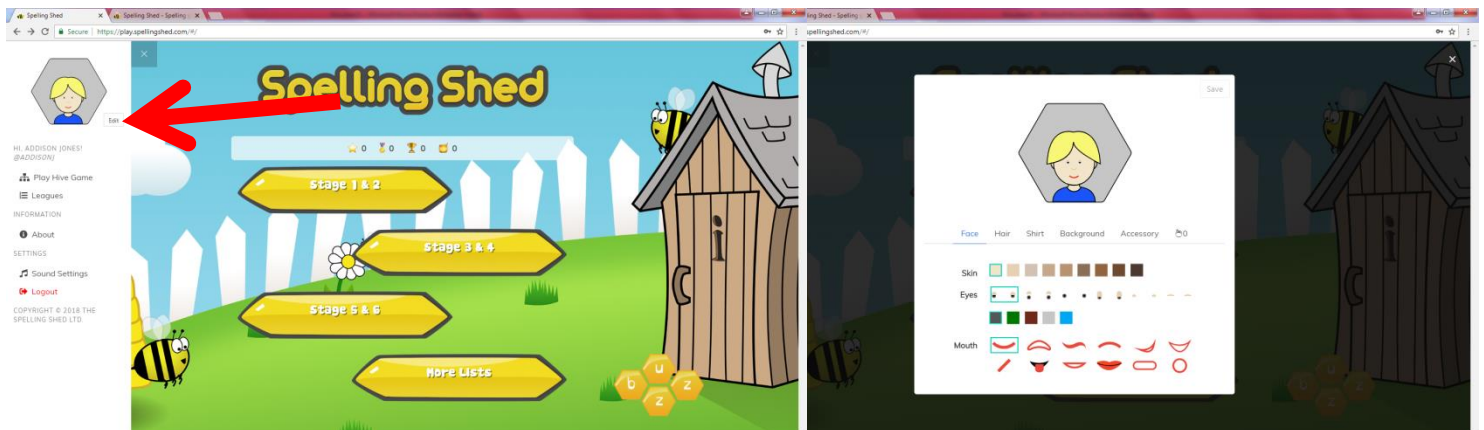 Spelling Shed
Spelling Shed - Spelling
Secure
https://play.spellingshed.com/#/
Edit
HI, ADDISON JONES!
@ADDISONJ
Play Hive Game
Leagues
INFORMATION
About
SETTINGS
Sound Settings
Logout
COPYRIGHT © 2018 THE
SPELLING SHED LTD.
Spelling Shed
0 0 0 0
Stage 1 & 2
Stage 3 & 4
Stage 5 & 6
More Lists
i
b u z z
ing Shed - Spelling
spellingshed.com/#/
Save
Face Hair Shirt Background Accessory 0
Skin
Eyes
Mouth